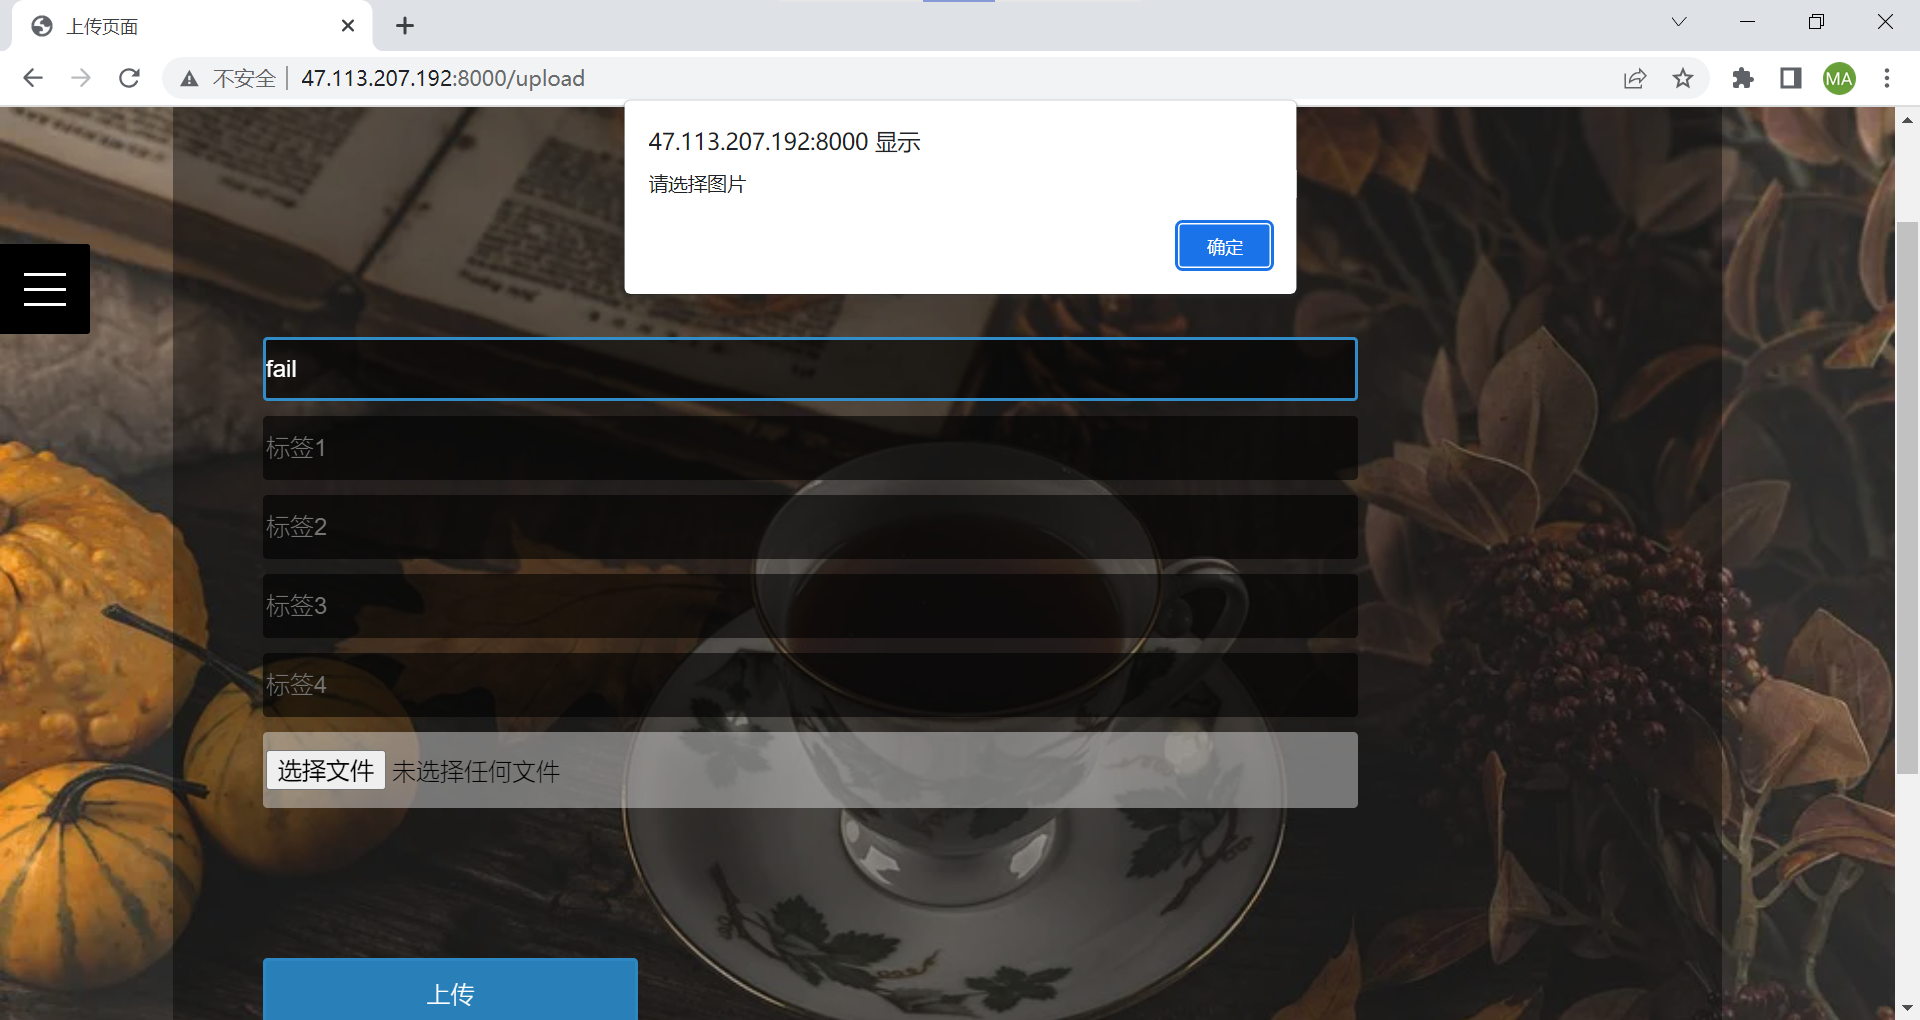 上传页面
不安全
47.113.207.192:8000/upload
MA
47.113.207.192:8000 显示
请选择图片
确定
fail
标签1
标签2
标签3
标签4
选择文件 未选择任何文件
上传